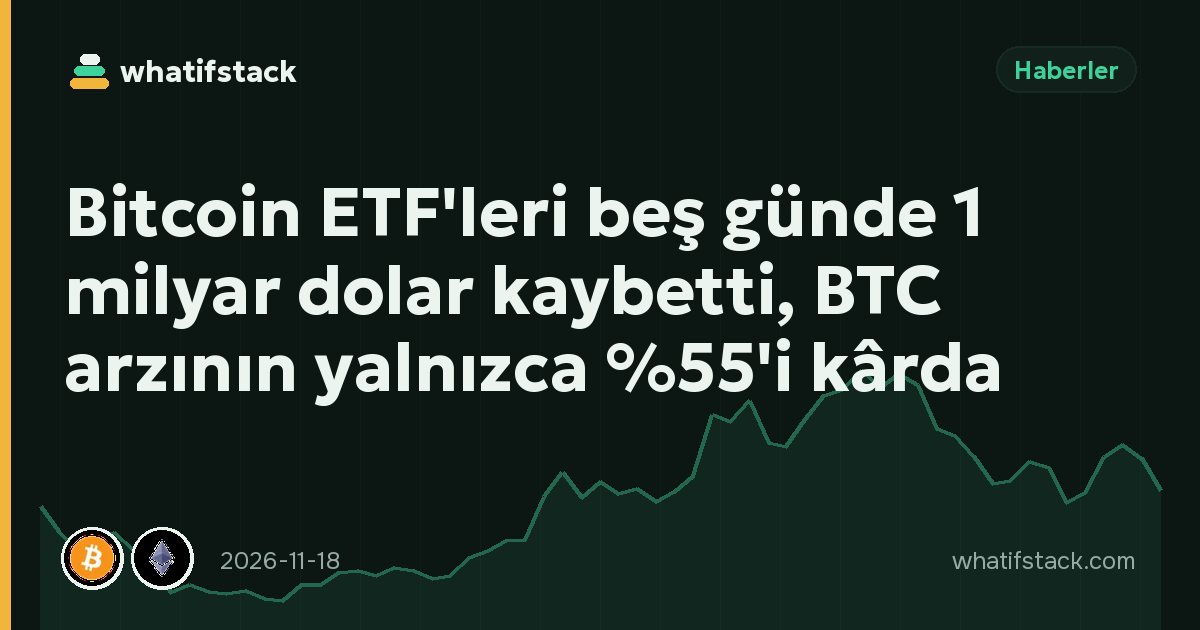 whatifstack
Haberler
Bitcoin ETF'leri beş günde 1
milyar dolar kaybetti, BTC
arzının yalnızca %55'i kârda
2026-11-18
whatifstack.com